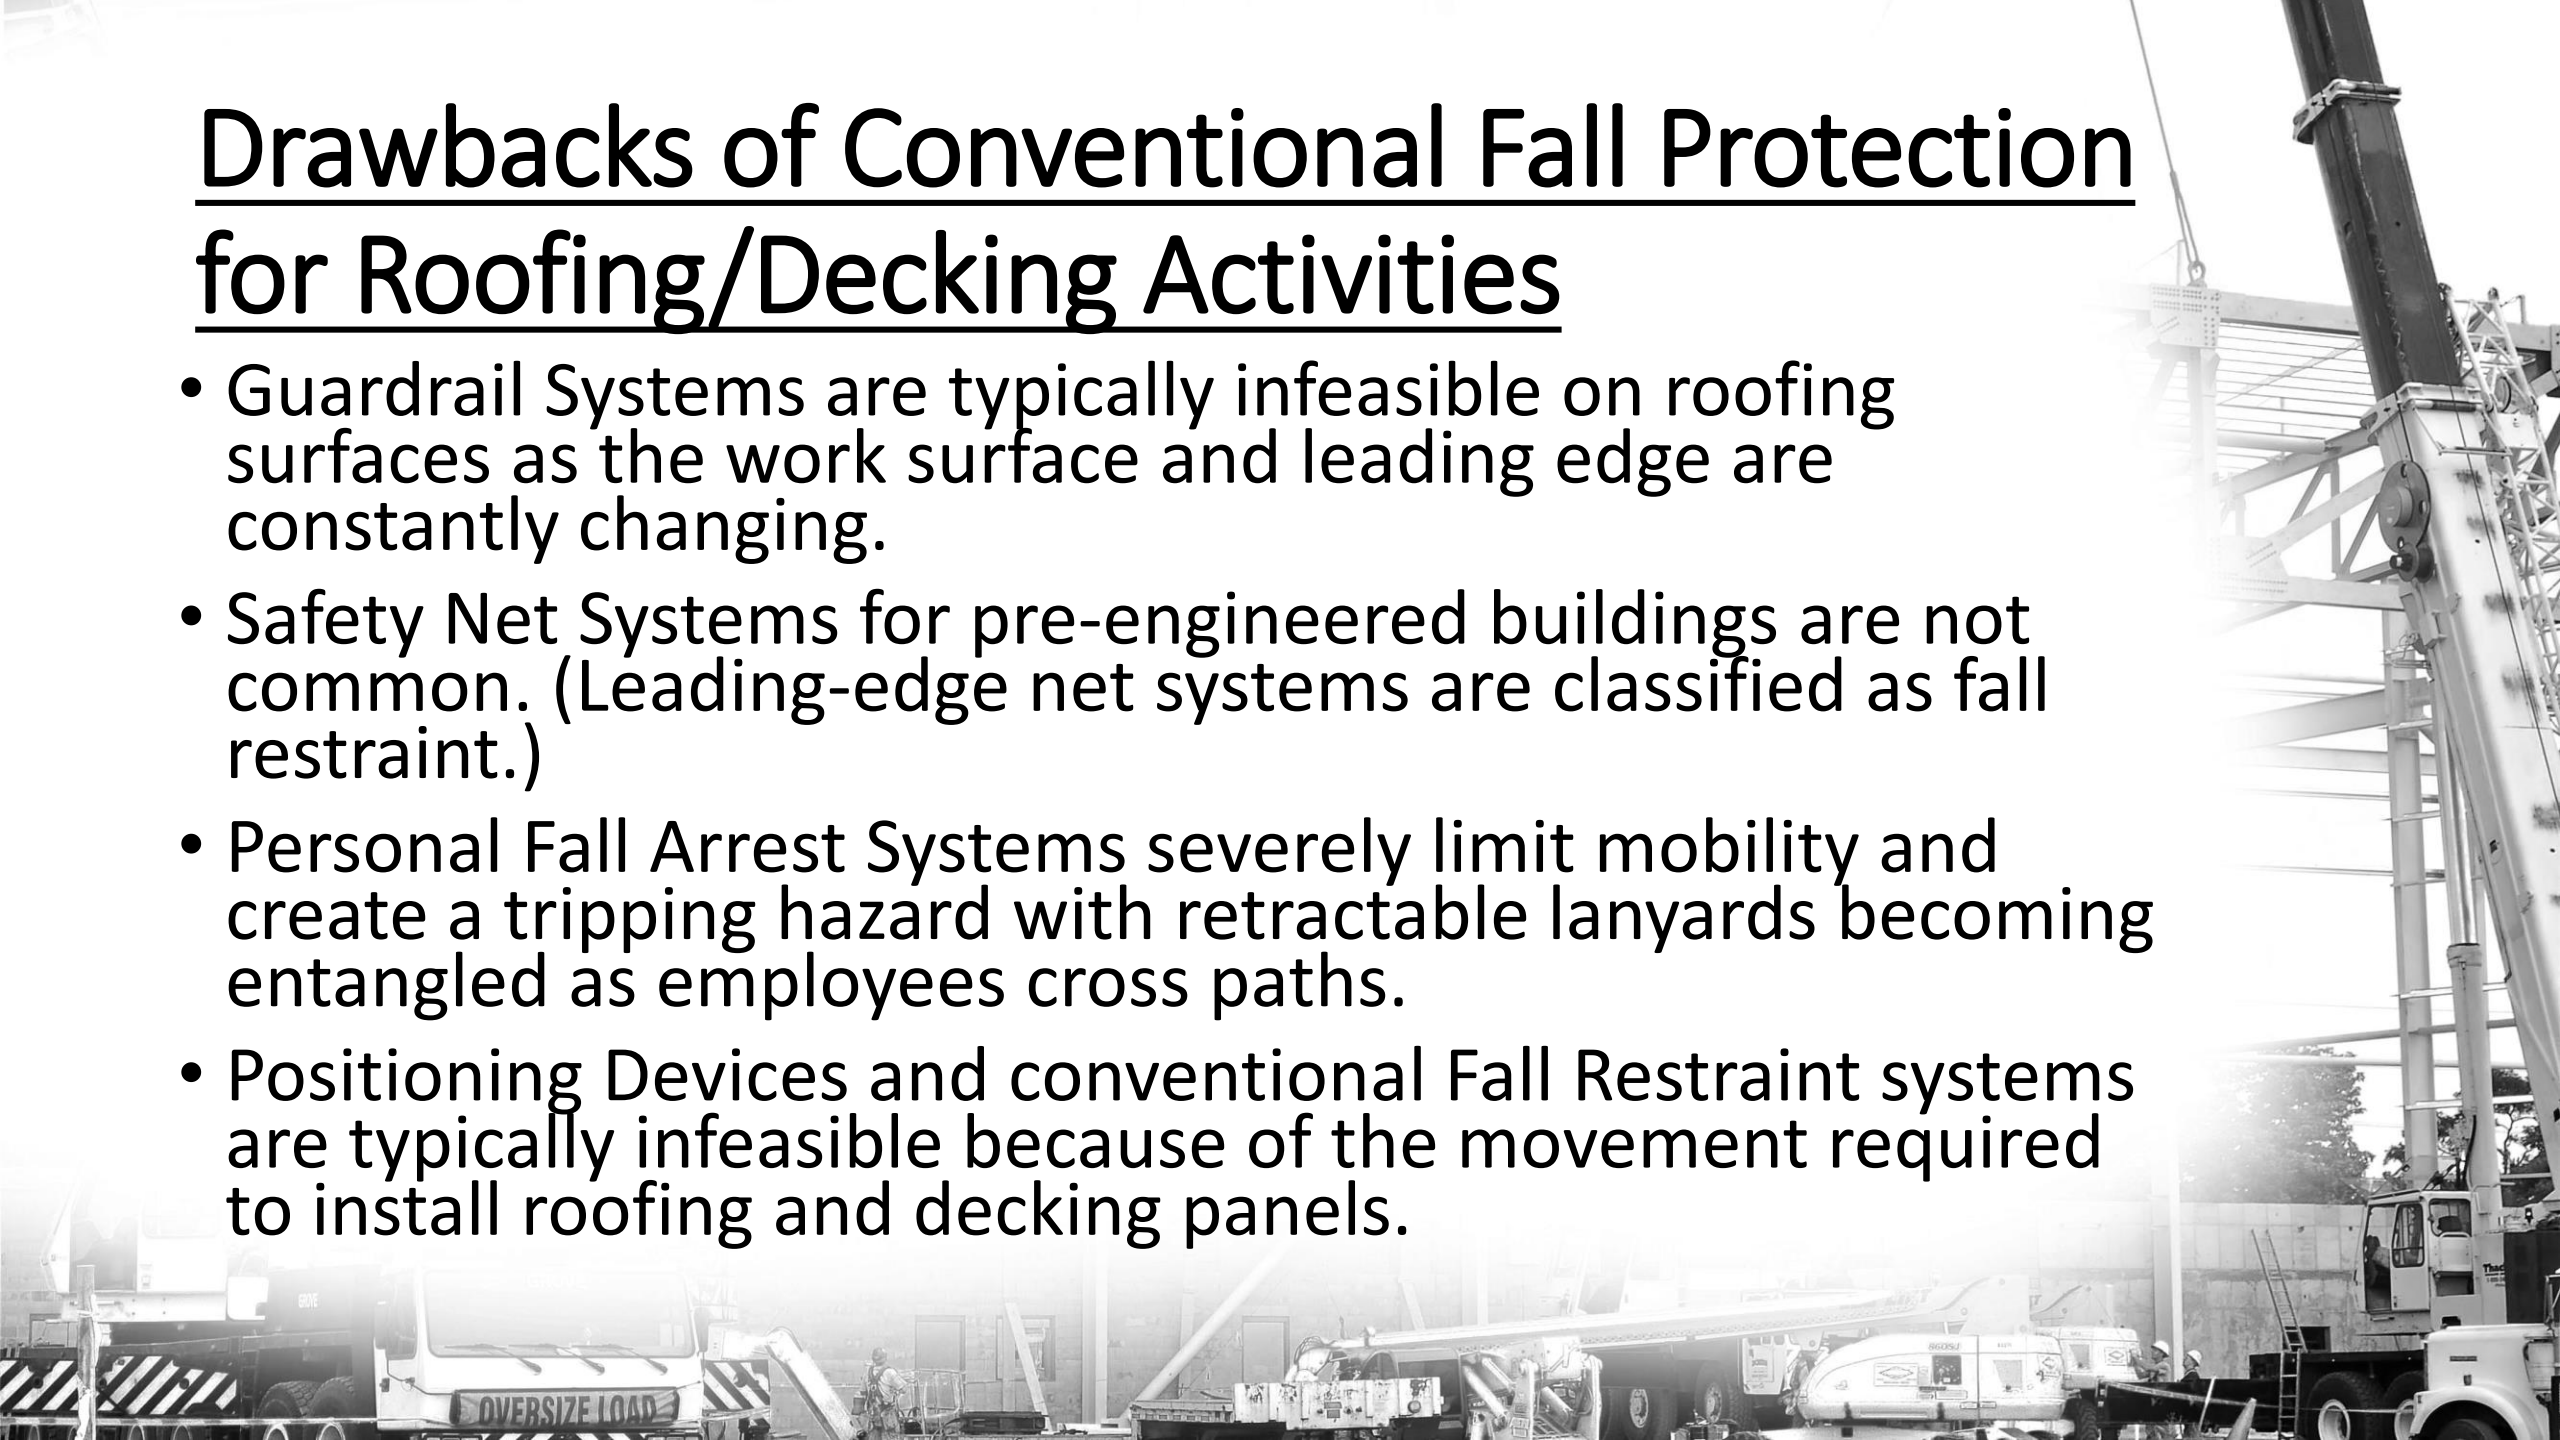 Drawbacks of Conventional Fall Protection
for Roofing/Decking Activities
• Guardrail Systems are typically infeasible on roofing
surfaces as the work surface and leading edge are
constantly changing.
• Safety Net Systems for pre-engineered buildings are not
common. (Leading-edge net systems are classified as fall
restraint.)
• Personal Fall Arrest Systems severely limit mobility and
create a tripping hazard with retractable lanyards becoming
entangled as employees cross paths.
• Positioning Devices and conventional Fall Restraint systems
are typically infeasible because of the movement required
to install roofing and decking panels.
GROVE
OVERSIZE LOAD